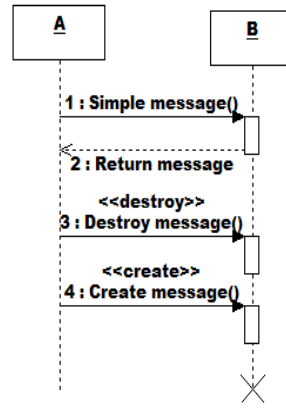 A
B
1 : Simple message()
2 : Return message
<<destroy>>
3 : Destroy message()
<<create>>
4 : Create message()